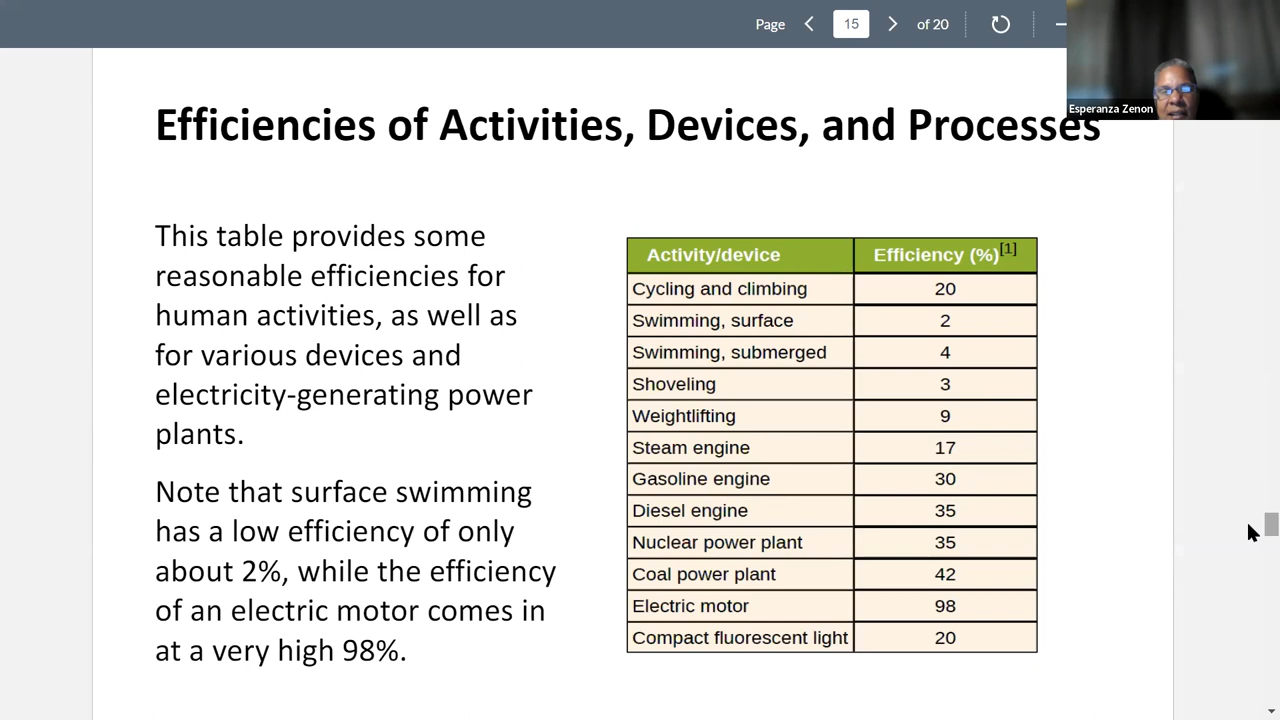 Page 15 of 20
Esperanza Zenon
Efficiencies of Activities, Devices, and Processes
This table provides some
reasonable efficiencies for
human activities, as well as
for various devices and
electricity-generating power
plants.
Note that surface swimming
has a low efficiency of only
about 2%, while the efficiency
of an electric motor comes in
at a very high 98%.
Activity/device Efficiency (%)[1]
Cycling and climbing 20
Swimming, surface 2
Swimming, submerged 4
Shoveling 3
Weightlifting 9
Steam engine 17
Gasoline engine 30
Diesel engine 35
Nuclear power plant 35
Coal power plant 42
Electric motor 98
Compact fluorescent light 20